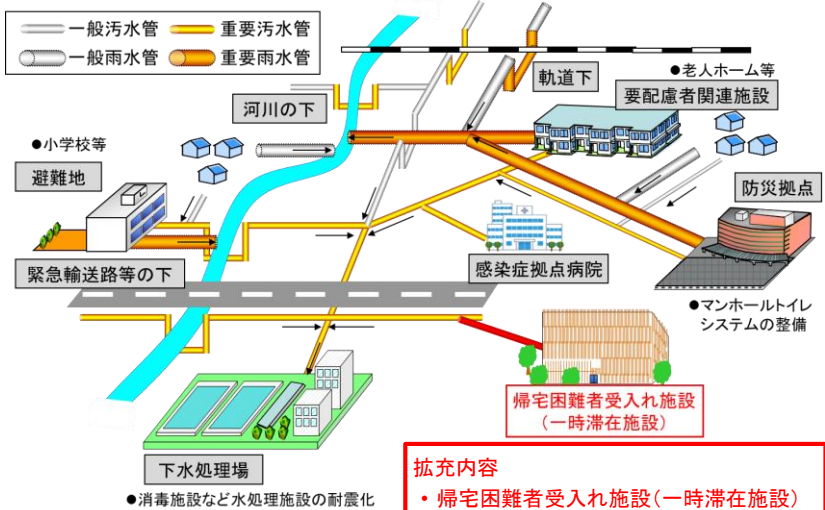 一般汚水管 重要汚水管
一般雨水管 重要雨水管
軌道下
●老人ホーム等
要配慮者関連施設
河川の下
●小学校等
避難地
防災拠点
緊急輸送路等の下
感染症拠点病院
●マンホールトイレ
システムの整備
帰宅困難者受入れ施設
(一時滞在施設)
下水処理場
●消毒施設など水処理施設の耐震化
拡充内容
・帰宅困難者受入れ施設(一時滞在施設)